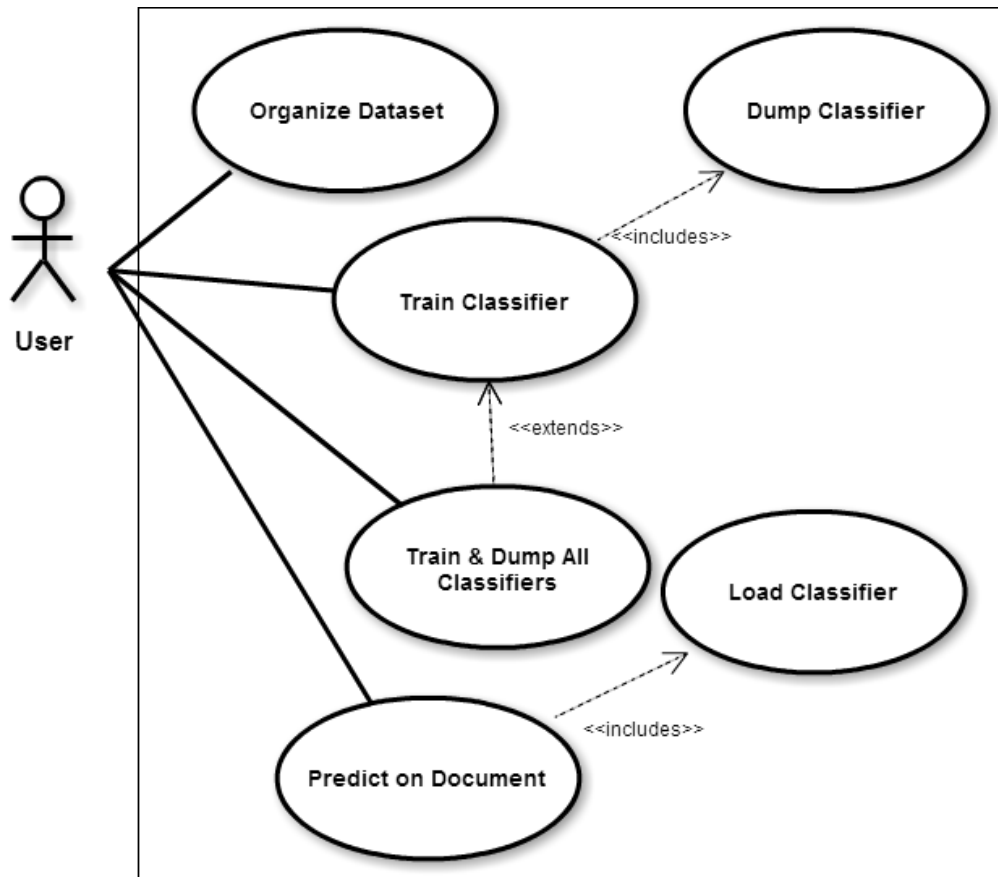 Organize Dataset
Dump Classifier
<<includes>>
Train Classifier
User
<<extends>>
Train & Dump All
Classifiers
Load Classifier
<<includes>>
Predict on Document